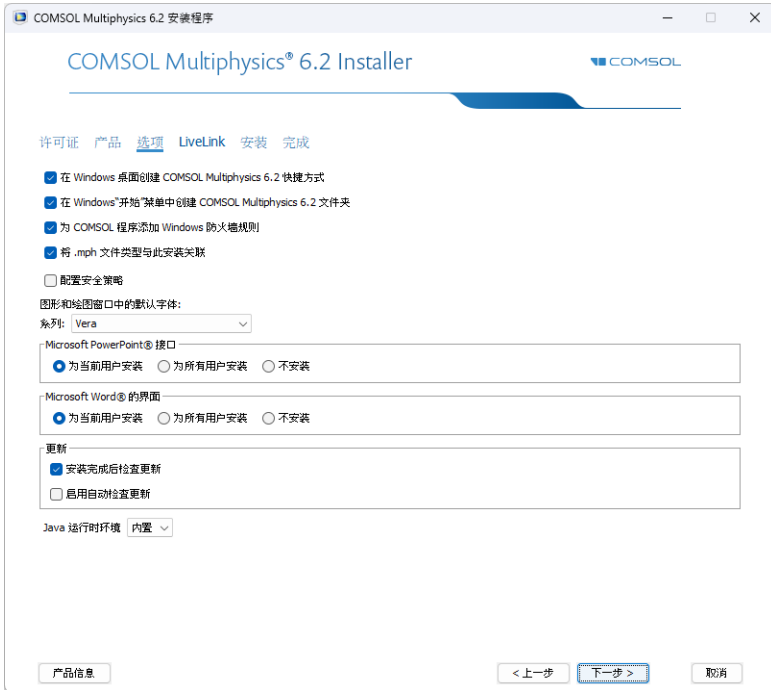 COMSOL Multiphysics 6.2 安装程序
COMSOL Multiphysics® 6.2 Installer
COMSOL
许可证 产品 选项 LiveLink 安装 完成
在 Windows 桌面创建 COMSOL Multiphysics 6.2 快捷方式
在 Windows“开始”菜单中创建 COMSOL Multiphysics 6.2 文件夹
为 COMSOL 程序添加 Windows 防火墙规则
将 .mph 文件类型与此安装关联
配置安全策略
图形和绘图窗口中的默认字体:
系列: Vera
Microsoft PowerPoint® 接口
为当前用户安装 为所有用户安装 不安装
Microsoft Word® 的界面
为当前用户安装 为所有用户安装 不安装
更新
安装完成后检查更新
启用自动检查更新
Java 运行时环境 内置
产品信息 < 上一步 下一步 > 取消